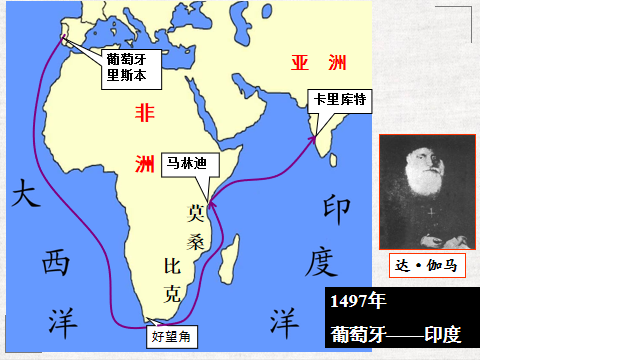 葡萄牙
里斯本
亚洲
卡里库特
非洲
马林迪
大西洋
印度洋
莫桑比克
好望角
达·伽马
1497年
葡萄牙——印度